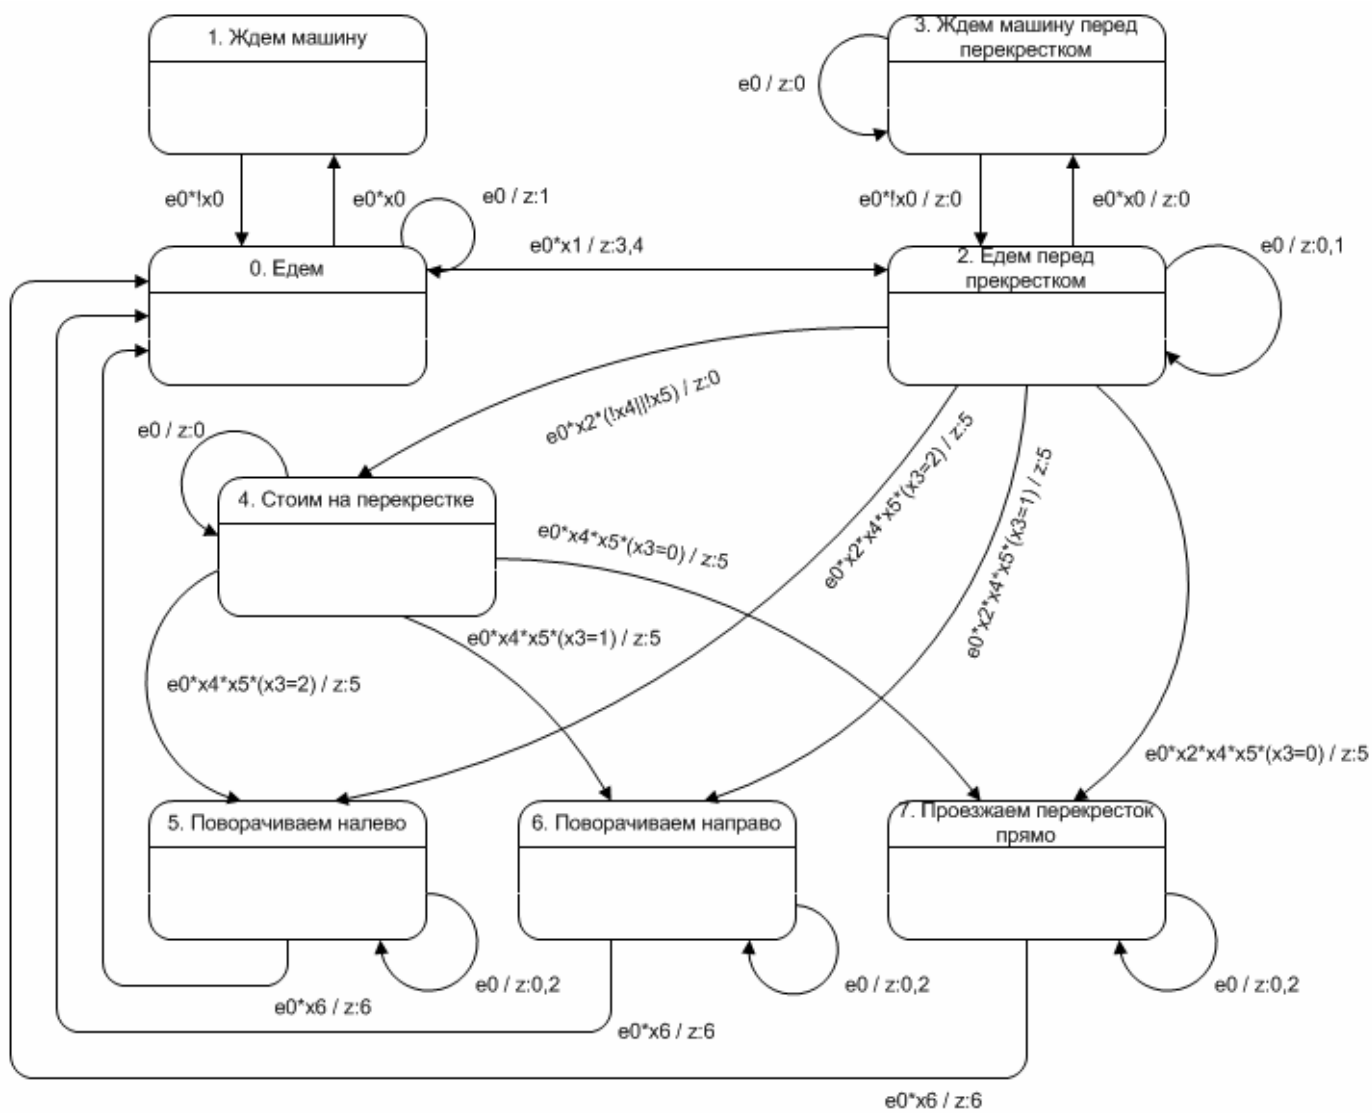 1. Ждем машину
3. Ждем машину перед
перекрестком
e0 / z:0
e0*!x0
e0*x0
e0 / z:1
e0*!x0 / z:0
e0*x0 / z:0
e0*x1 / z:3,4
e0 / z:0,1
0. Едем
2. Едем перед
прекрестком
e0*x2*(!x4||!x5) / z:0
e0 / z:0
e0*x2*x4*x5*(x3=2) / z:5
e0*x2*x4*x5*(x3=1) / z:5
4. Стоим на перекрестке
e0*x4*x5*(x3=0) / z:5
e0*x4*x5*(x3=1) / z:5
e0*x4*x5*(x3=2) / z:5
e0*x2*x4*x5*(x3=0) / z:5
5. Поворачиваем налево
6. Поворачиваем направо
7. Проезжаем перекресток
прямо
e0 / z:0,2
e0 / z:0,2
e0 / z:0,2
e0*x6 / z:6
e0*x6 / z:6
e0*x6 / z:6